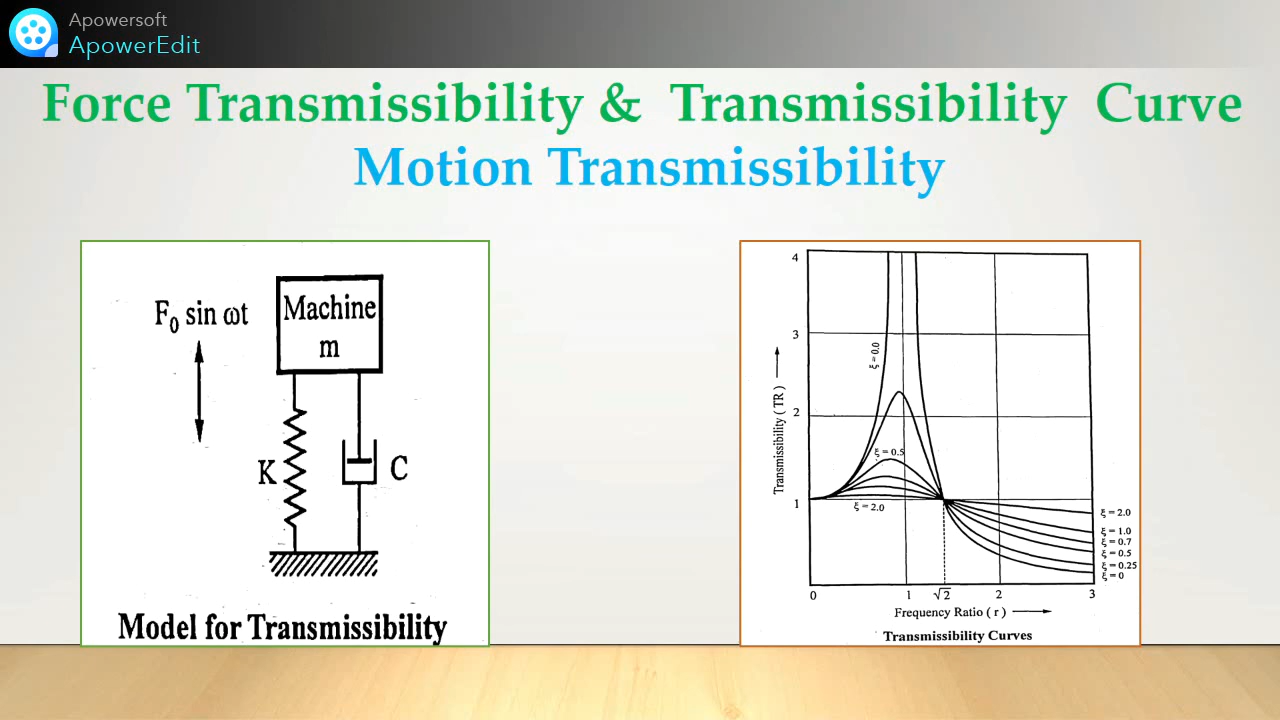 Apowersoft
ApowerEdit
Force Transmissibility & Transmissibility Curve
Motion Transmissibility
F₀ sin ωt
Machine
m
K
C
Model for Transmissibility
4
3
2
1
Transmissibility ( TR )
ξ = 0.0
ξ = 0.5
ξ = 2.0
ξ = 2.0
ξ = 1.0
ξ = 0.7
ξ = 0.5
ξ = 0.25
ξ = 0
0 1 √2 2 3
Frequency Ratio ( r )
Transmissibility Curves